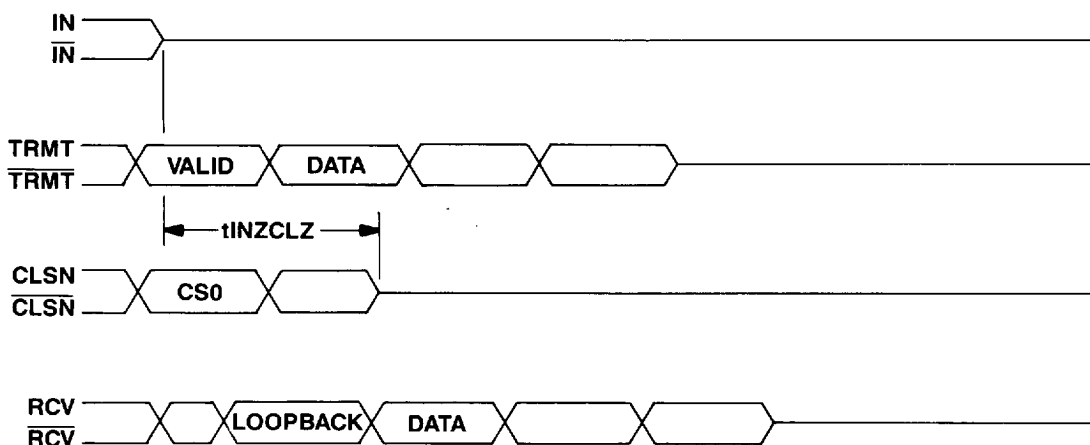 IN
IN
TRMT
TRMT
VALID DATA
tINZCLZ
CLSN
CLSN
CS0
RCV
RCV
LOOPBACK DATA